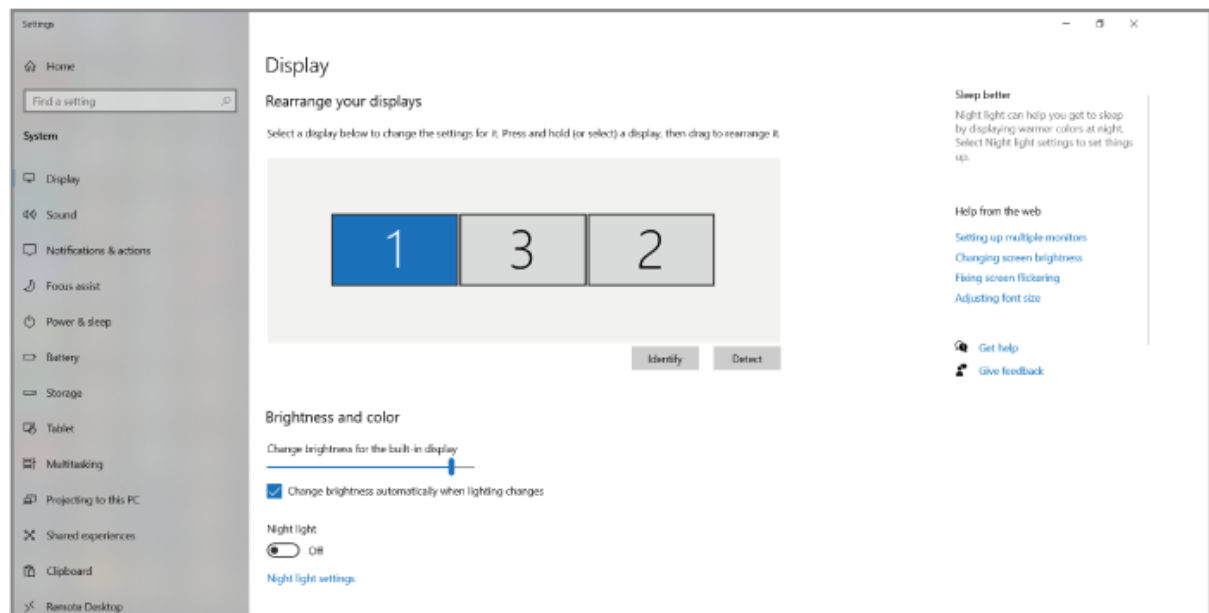 Settings
Home
Find a setting
System
Display
Sound
Notifications & actions
Focus assist
Power & sleep
Battery
Storage
Tablet
Multitasking
Projecting to this PC
Shared experiences
Clipboard
Remote Desktop
Display
Rearrange your displays
Select a display below to change the settings for it. Press and hold (or select) a display, then drag to rearrange it.
1 3 2
Identify Detect
Brightness and color
Change brightness for the built-in display
Change brightness automatically when lighting changes
Night light
Off
Night light settings
Sleep better
Night light can help you get to sleep
by displaying warmer colors at night.
Select Night light settings to set things
up.
Help from the web
Setting up multiple monitors
Changing screen brightness
Fixing screen flickering
Adjusting font size
Get help
Give feedback